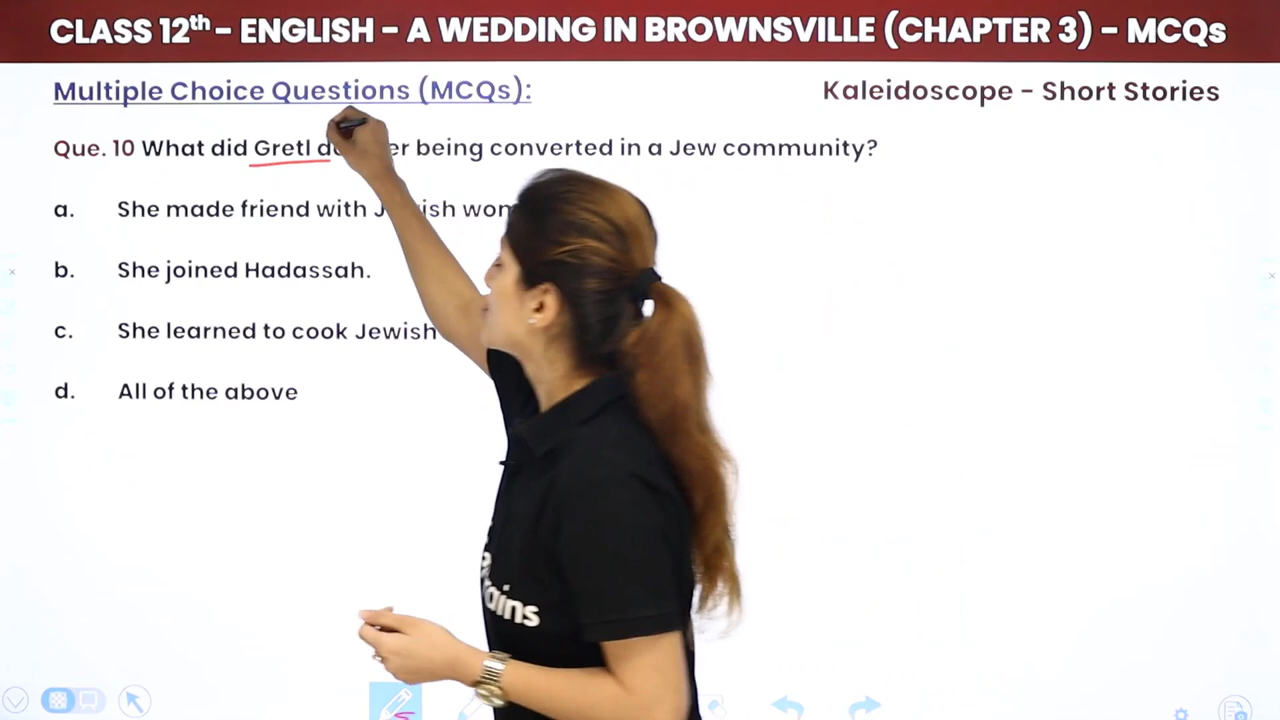 CLASS 12th – ENGLISH – A WEDDING IN BROWNSVILLE (CHAPTER 3) – MCQs
Multiple Choice Questions (MCQs):
Kaleidoscope - Short Stories
Que. 10 What did Gretl being converted in a Jew community?
a. She made friend with
b. She joined Hadassah.
c. She learned to cook Jewish
d. All of the above